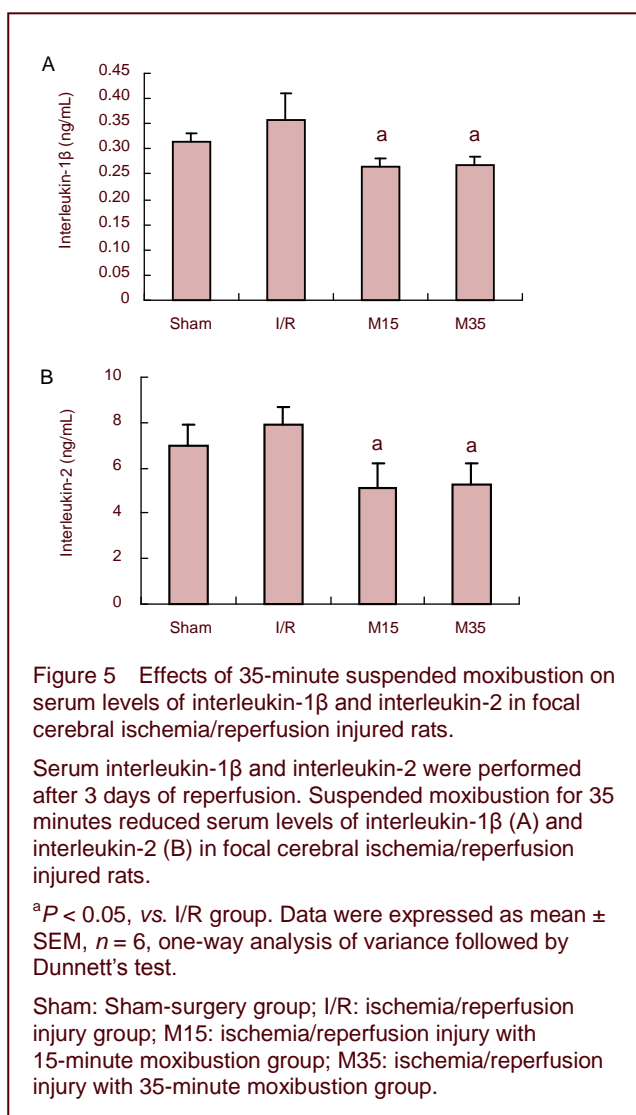 A
Interleukin-1β (ng/mL)
0.45
0.40
0.35
0.30
0.25
0.20
0.15
0.10
0.05
0
a
a
Sham
I/R
M15
M35
B
Interleukin-2 (ng/mL)
10
8
6
4
2
0
a
a
Sham
I/R
M15
M35
Figure 5 Effects of 35-minute suspended moxibustion on
serum levels of interleukin-1β and interleukin-2 in focal
cerebral ischemia/reperfusion injured rats.
Serum interleukin-1β and interleukin-2 were performed
after 3 days of reperfusion. Suspended moxibustion for 35
minutes reduced serum levels of interleukin-1β (A) and
interleukin-2 (B) in focal cerebral ischemia/reperfusion
injured rats.
aP < 0.05, vs. I/R group. Data were expressed as mean ±
SEM, n = 6, one-way analysis of variance followed by
Dunnett's test.
Sham: Sham-surgery group; I/R: ischemia/reperfusion
injury group; M15: ischemia/reperfusion injury with
15-minute moxibustion group; M35: ischemia/reperfusion
injury with 35-minute moxibustion group.